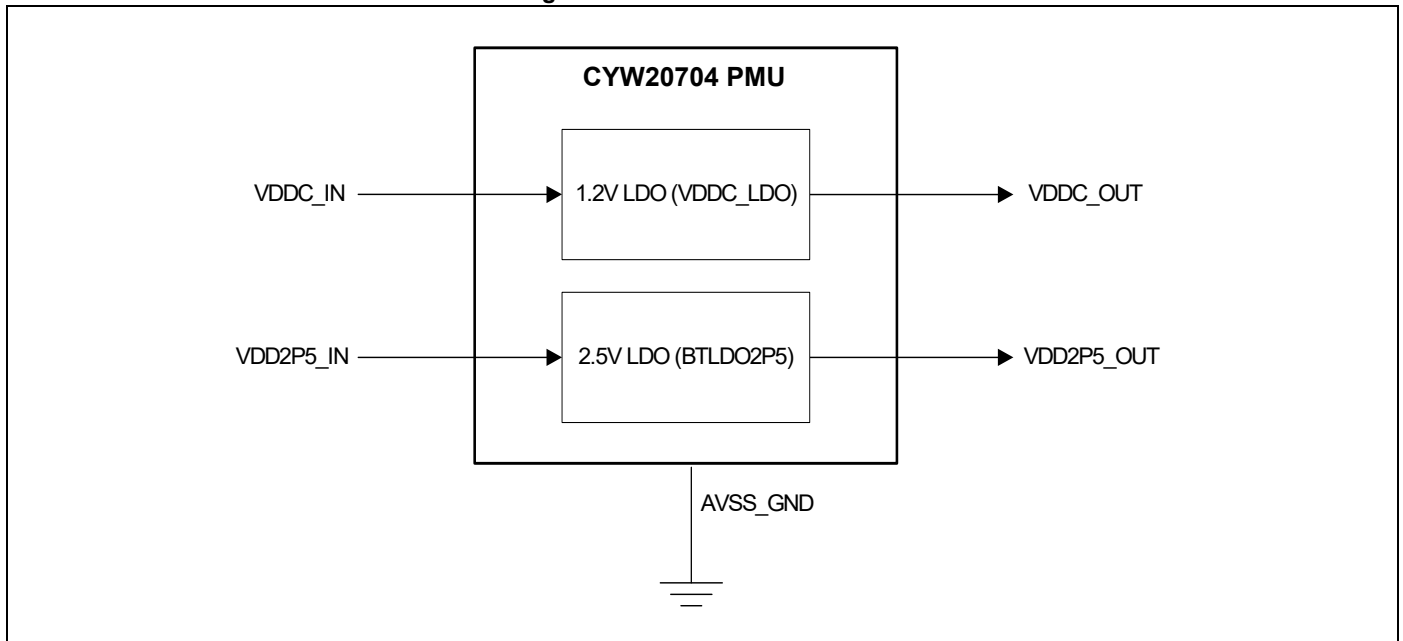 CYW20704 PMU
VDDC_IN
1.2V LDO (VDDC_LDO)
VDDC_OUT
VDD2P5_IN
2.5V LDO (BTLDO2P5)
VDD2P5_OUT
AVSS_GND